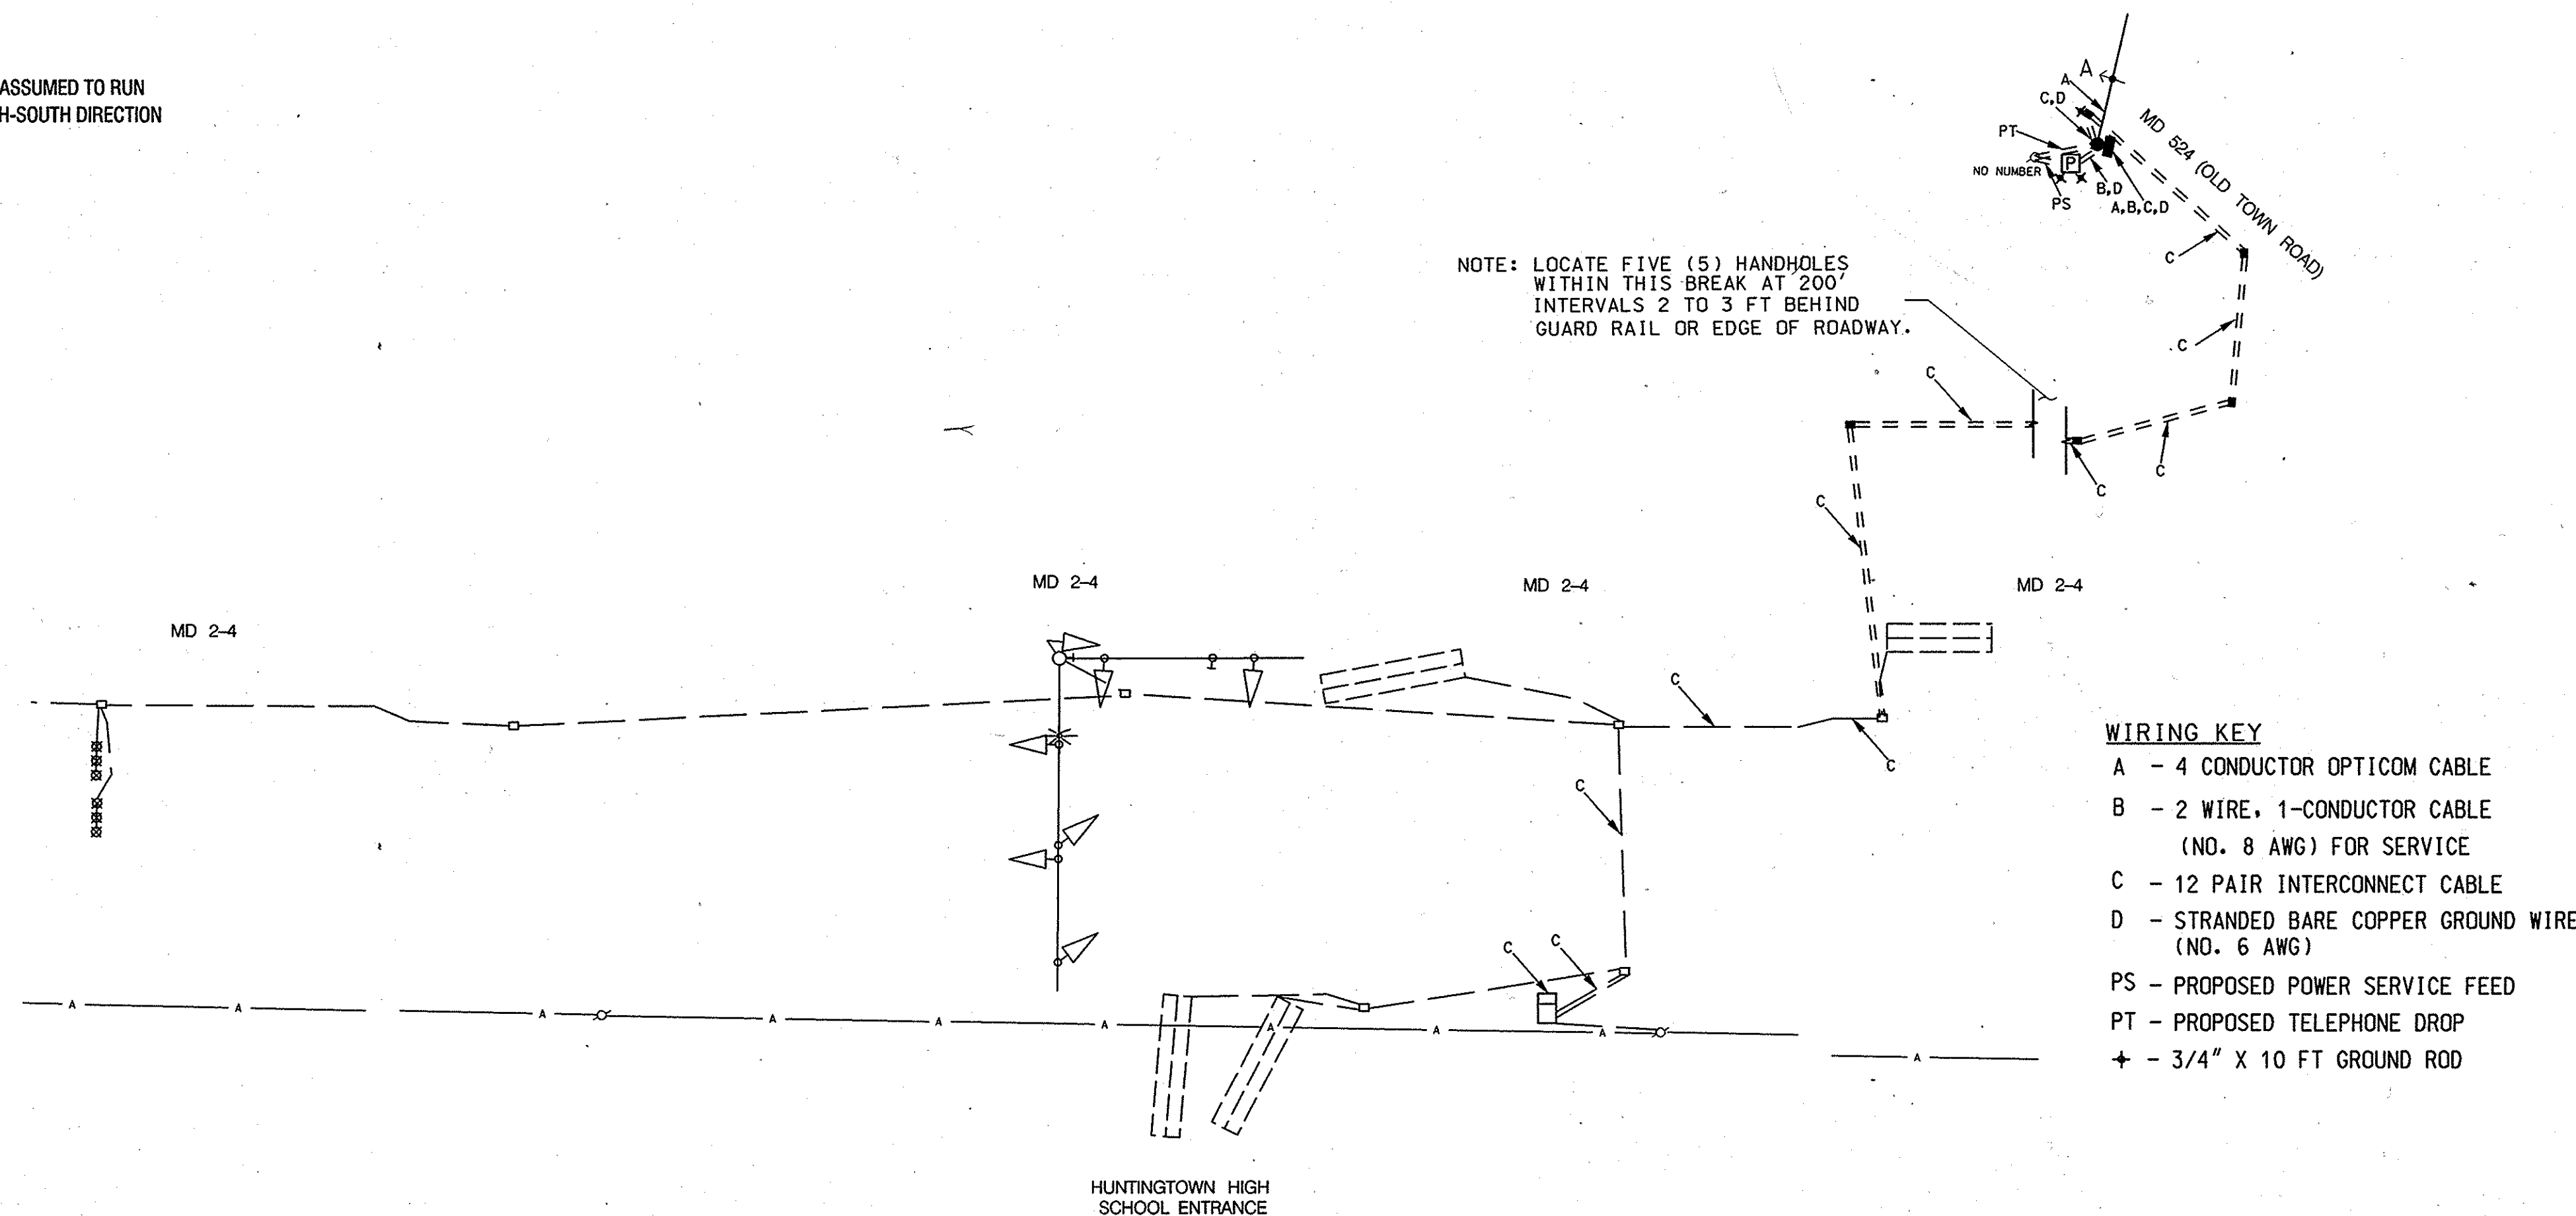 ASSUMED TO RUN
H-SOUTH DIRECTION
A
A
C,D
PT
NO NUMBER
P
PS
B,D
A,B,C,D
MD 524 (OLD TOWN ROAD)
C
C
NOTE: LOCATE FIVE (5) HANDHOLES
WITHIN THIS BREAK AT 200'
INTERVALS 2 TO 3 FT BEHIND
GUARD RAIL OR EDGE OF ROADWAY.
C
C
C
C
MD 2-4
MD 2-4
MD 2-4
MD 2-4
C
C
C
C
C
A
A
A
A
A
A
A
A
A
A
HUNTINGTOWN HIGH
SCHOOL ENTRANCE
WIRING KEY
A - 4 CONDUCTOR OPTICOM CABLE
B - 2 WIRE, 1-CONDUCTOR CABLE
(NO. 8 AWG) FOR SERVICE
C - 12 PAIR INTERCONNECT CABLE
D - STRANDED BARE COPPER GROUND WIRE
(NO. 6 AWG)
PS - PROPOSED POWER SERVICE FEED
PT - PROPOSED TELEPHONE DROP
- 3/4" X 10 FT GROUND ROD